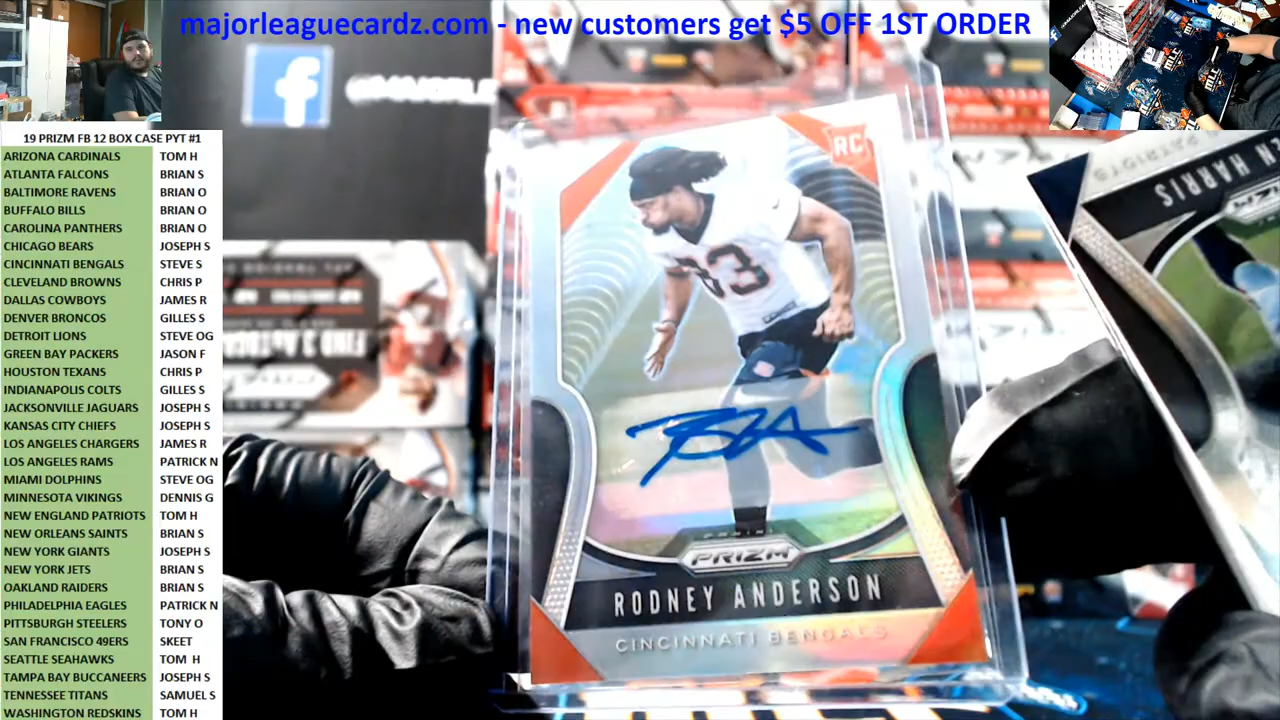 majorleaguecardz.com - new customers get $5 OFF 1ST ORDER
19 PRIZM FB 12 BOX CASE PYT #1
ARIZONA CARDINALS TOM H
ATLANTA FALCONS BRIAN S
BALTIMORE RAVENS BRIAN O
BUFFALO BILLS BRIAN O
CAROLINA PANTHERS BRIAN O
CHICAGO BEARS JOSEPH S
CINCINNATI BENGALS STEVE S
CLEVELAND BROWNS CHRIS P
DALLAS COWBOYS JAMES R
DENVER BRONCOS GILLES S
DETROIT LIONS STEVE OG
GREEN BAY PACKERS JASON F
HOUSTON TEXANS CHRIS P
INDIANAPOLIS COLTS GILLES S
JACKSONVILLE JAGUARS JOSEPH S
KANSAS CITY CHIEFS JOSEPH S
LOS ANGELES CHARGERS JAMES R
LOS ANGELES RAMS PATRICK N
MIAMI DOLPHINS STEVE OG
MINNESOTA VIKINGS DENNIS G
NEW ENGLAND PATRIOTS TOM H
NEW ORLEANS SAINTS BRIAN S
NEW YORK GIANTS JOSEPH S
NEW YORK JETS BRIAN S
OAKLAND RAIDERS BRIAN S
PHILADELPHIA EAGLES PATRICK N
PITTSBURGH STEELERS TONY O
SAN FRANCISCO 49ERS SKEET
SEATTLE SEAHAWKS TOM H
TAMPA BAY BUCCANEERS JOSEPH S
TENNESSEE TITANS SAMUEL S
WASHINGTON REDSKINS TOM H
f
RC
83
PANINI
PRIZM
RODNEY ANDERSON
CINCINNATI BENGALS
PATRIOTS
HARRIS
PRIZM